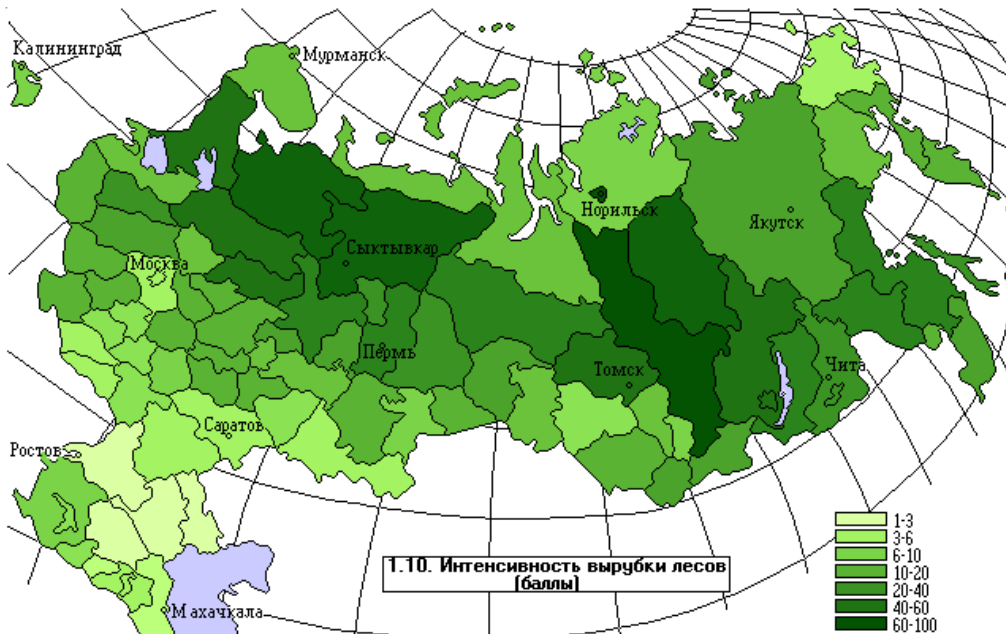 Калининград
Мурманск
Норильск
Якутск
Сыктывкар
Москва
Пермь
Томск
Чита
Саратов
Ростов
Махачкала
1.10. Интенсивность вырубки лесов
(баллы)
1-3
3-6
6-10
10-20
20-40
40-60
60-100